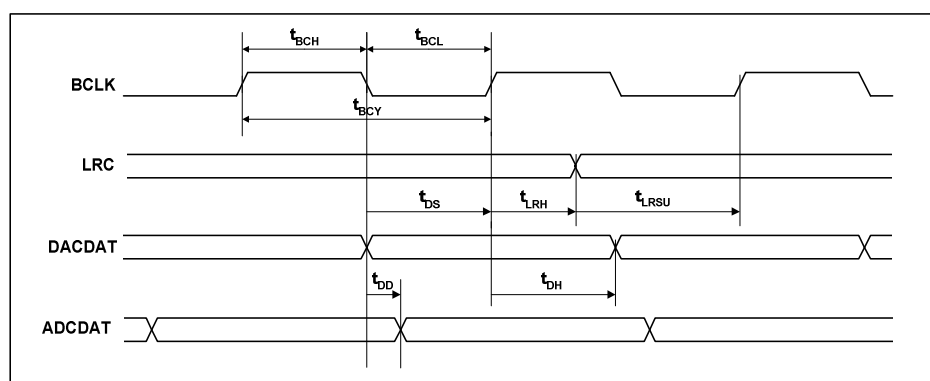 tBCH tBCL
BCLK
tBCY
LRC
tDS tLRH tLRSU
DACDAT
tDD tDH
ADCDAT